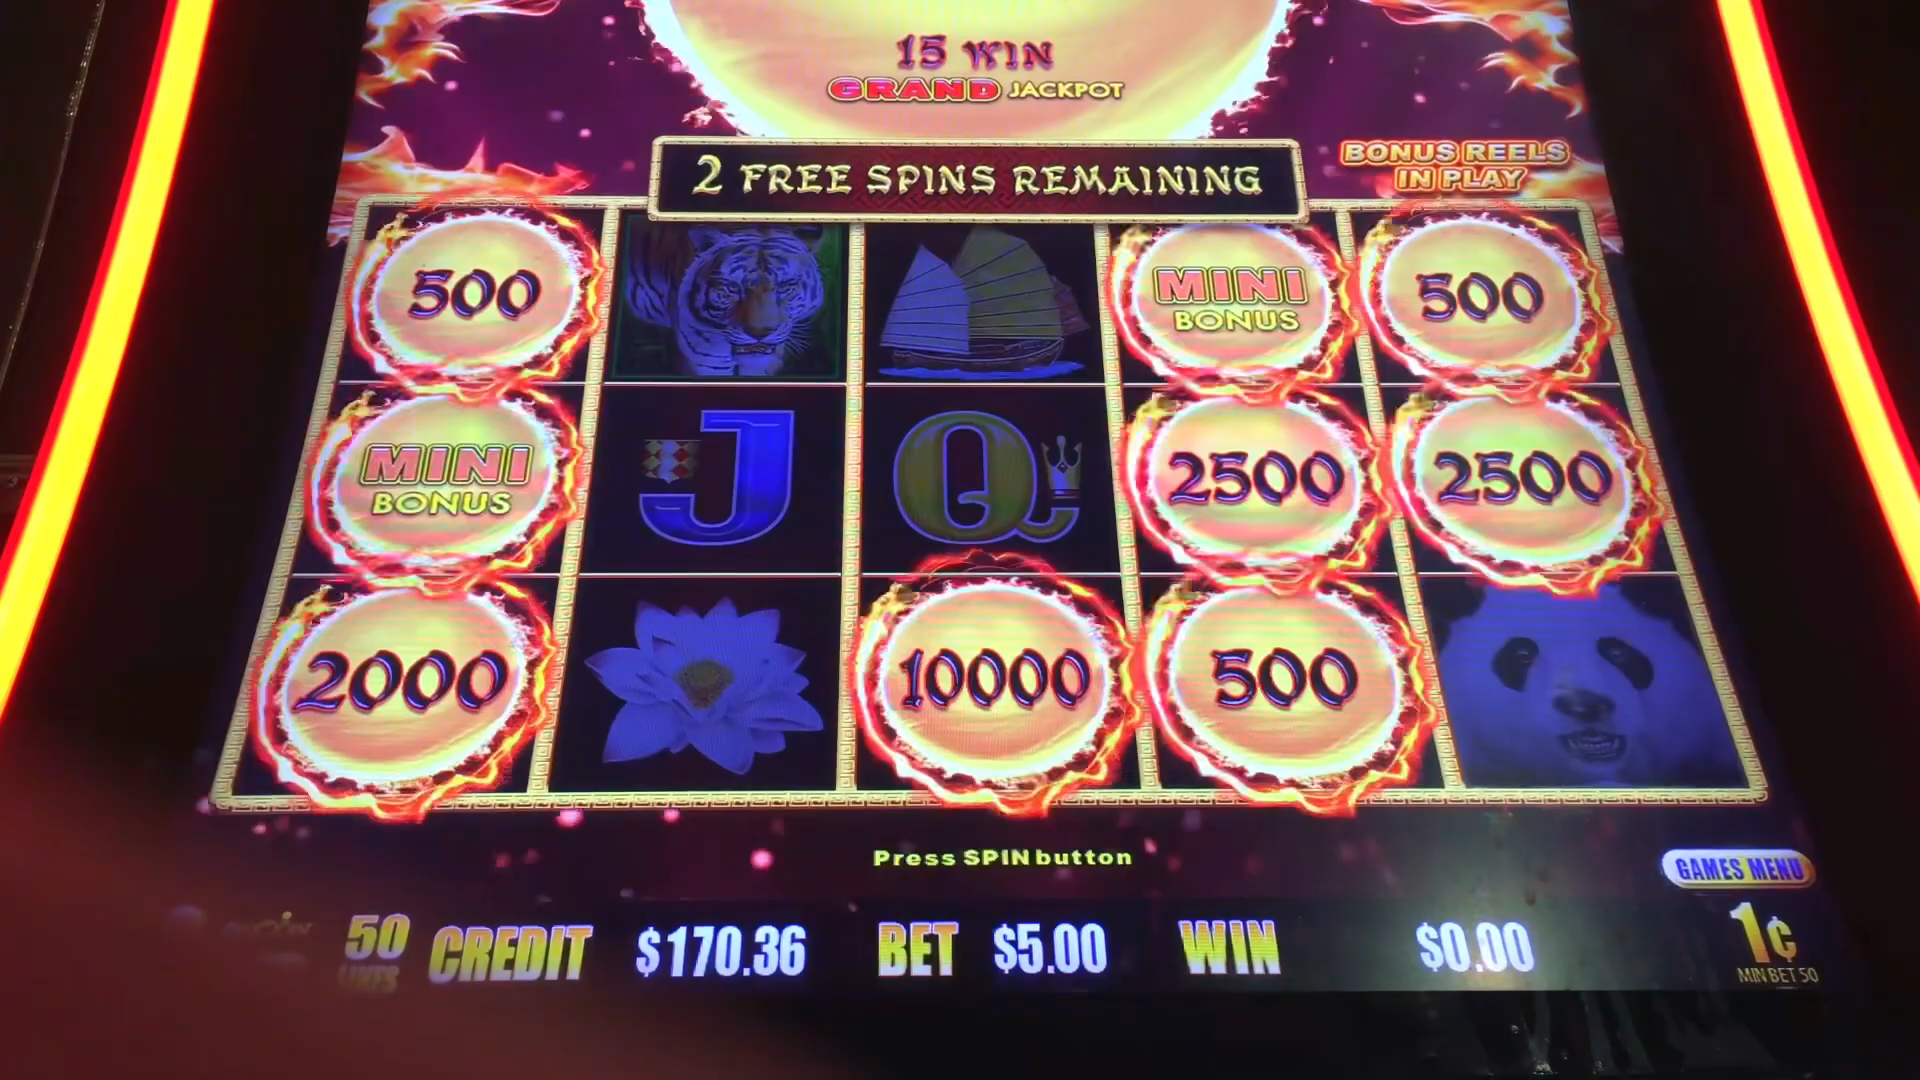 15 WIN
GRAND JACKPOT
2 FREE SPINS REMAINING
BONUS REELS
IN PLAY
500
MINI
BONUS
500
MINI
BONUS
J
Q
2500
2500
2000
10000
500
Press SPIN button
GAMES MENU
50
LINES
CREDIT $170.36 BET $5.00 WIN $0.00
1¢
MIN BET 50